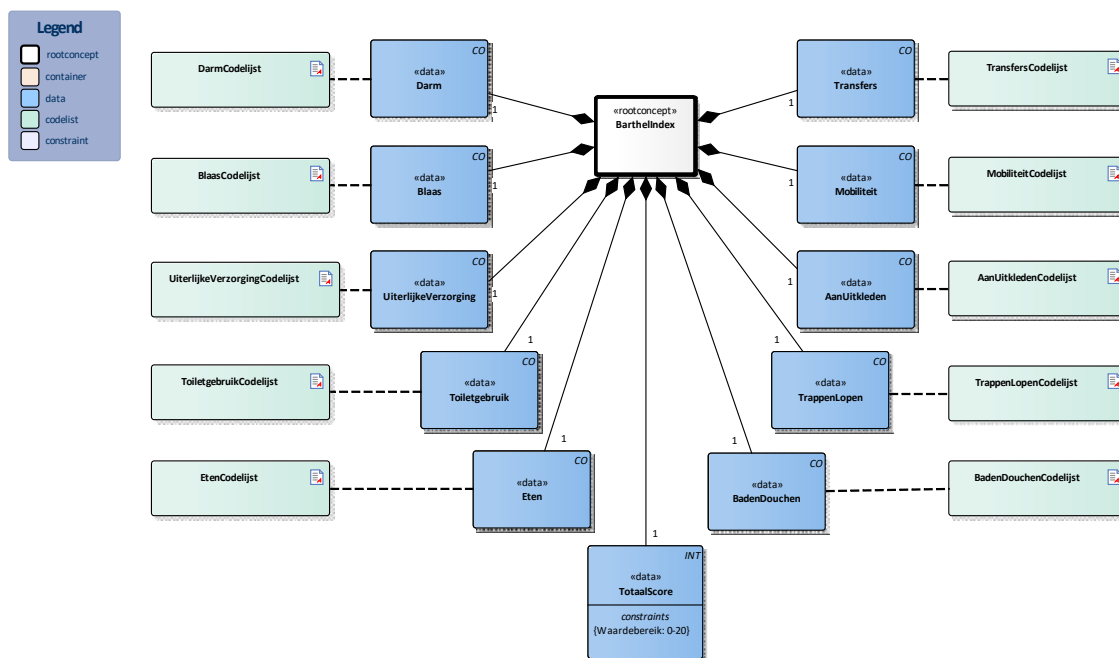 Legend
rootconcept
container
data
codelist
constraint
DarmCodelijst
CO
«data»
Darm
1
«rootconcept»
BarthelIndex
CO
«data»
Transfers
1
TransfersCodelijst
BlaasCodelijst
CO
«data»
Blaas
1
CO
«data»
Mobiliteit
1
MobiliteitCodelijst
UiterlijkeVerzorgingCodelijst
CO
«data»
UiterlijkeVerzorging
1
CO
«data»
AanUitkleden
1
AanUitkledenCodelijst
ToiletgebruikCodelijst
CO
«data»
Toiletgebruik
1
CO
«data»
TrappenLopen
1
TrappenLopenCodelijst
EtenCodelijst
CO
«data»
Eten
1
CO
«data»
BadenDouchen
1
BadenDouchenCodelijst
1
INT
«data»
TotaalScore
constraints
{Waardebereik: 0-20}